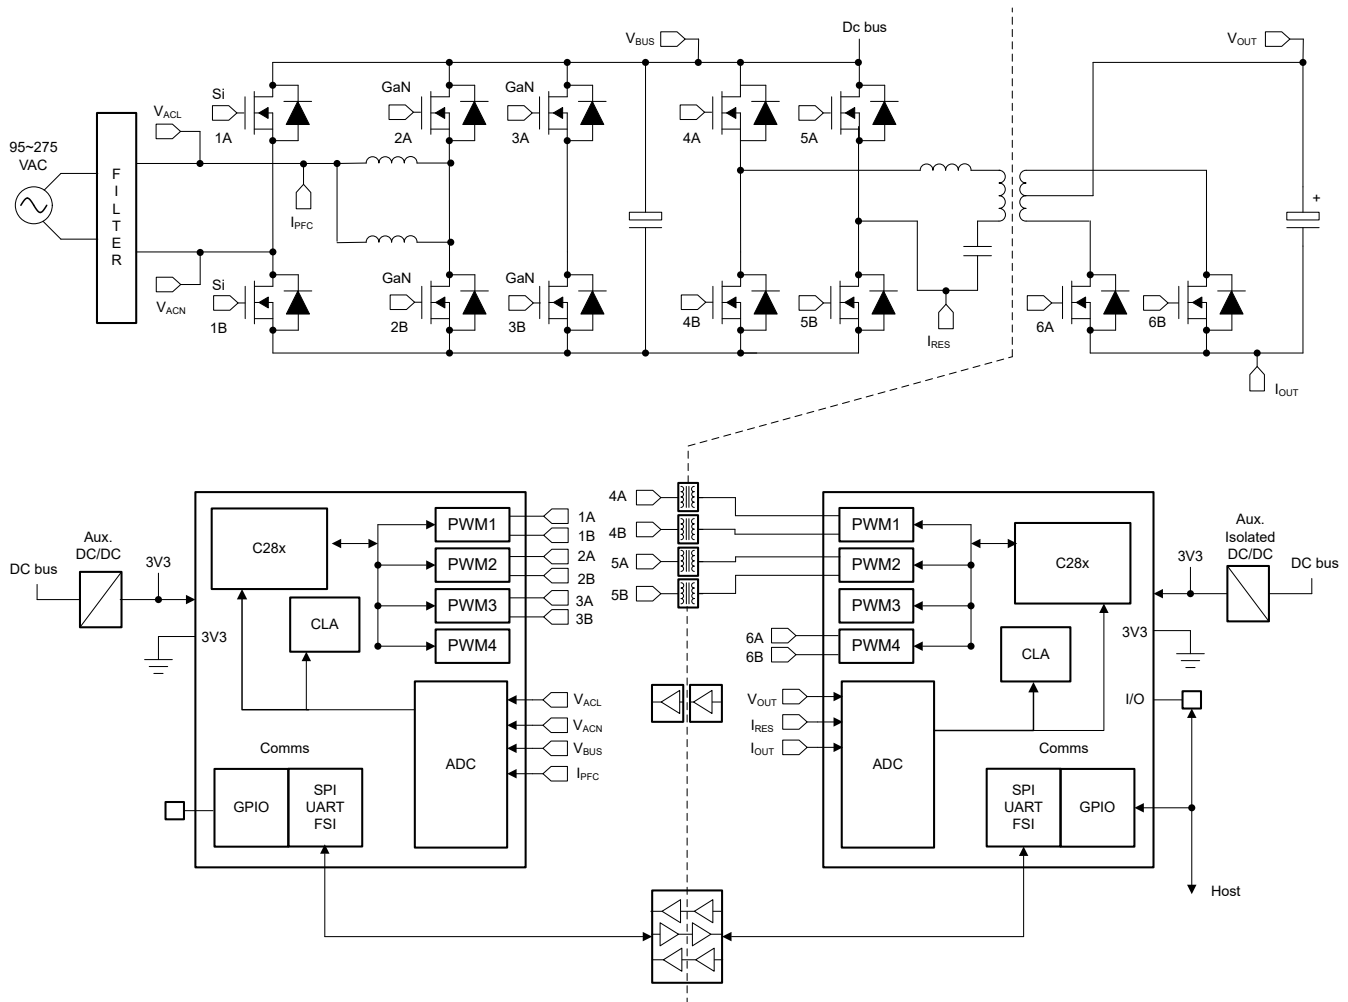 Dc bus
VBUS
VOUT
Si
GaN
GaN
VACL
1A
2A
3A
4A
5A
95~275
VAC
FILTER
IPFC
VACN
Si
GaN
GaN
1B
2B
3B
4B
5B
IRES
6A
6B
+
IOUT
Aux.
DC/DC
DC bus
3V3
3V3
C28x
CLA
PWM1
PWM2
PWM3
PWM4
1A
1B
2A
2B
3A
3B
ADC
VACL
VACN
VBUS
IPFC
Comms
GPIO
SPI
UART
FSI
4A
4B
5A
5B
6A
6B
VOUT
IRES
IOUT
PWM1
PWM2
PWM3
PWM4
C28x
CLA
ADC
Comms
SPI
UART
FSI
GPIO
Aux.
Isolated
DC/DC
3V3
DC bus
3V3
I/O
Host